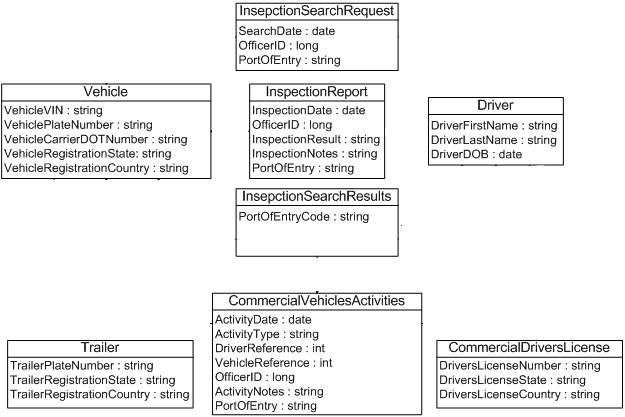 InsepctionSearchRequest
SearchDate : date
OfficerID : long
PortOfEntry : string
Vehicle
VehicleVIN : string
VehiclePlateNumber : string
VehicleCarrierDOTNumber : string
VehicleRegistrationState: string
VehicleRegistrationCountry : string
InspectionReport
InspectionDate : date
OfficerID : long
InspectionResult : string
InspectionNotes : string
PortOfEntry : string
Driver
DriverFirstName : string
DriverLastName : string
DriverDOB : date
InsepctionSearchResults
PortOfEntryCode : string
CommercialVehiclesActivities
ActivityDate : date
ActivityType : string
DriverReference : int
VehicleReference : int
OfficerID : long
ActivityNotes : string
PortOfEntry : string
Trailer
TrailerPlateNumber : string
TrailerRegistrationState : string
TrailerRegistrationCountry : string
CommercialDriversLicense
DriversLicenseNumber : string
DriversLicenseState : string
DriversLicenseCountry : string